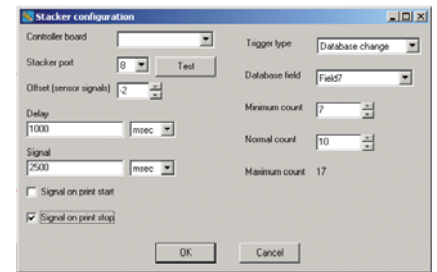 Stacker configuration
Controller board
Stacker port 8 Test
Offset (sensor signals) -2
Delay
1000 msec
Signal
2500 msec
Signal on print start
Signal on print stop
Trigger type Database change
Database field Field7
Minimum count 7
Normal count 10
Maximum count 17
OK Cancel